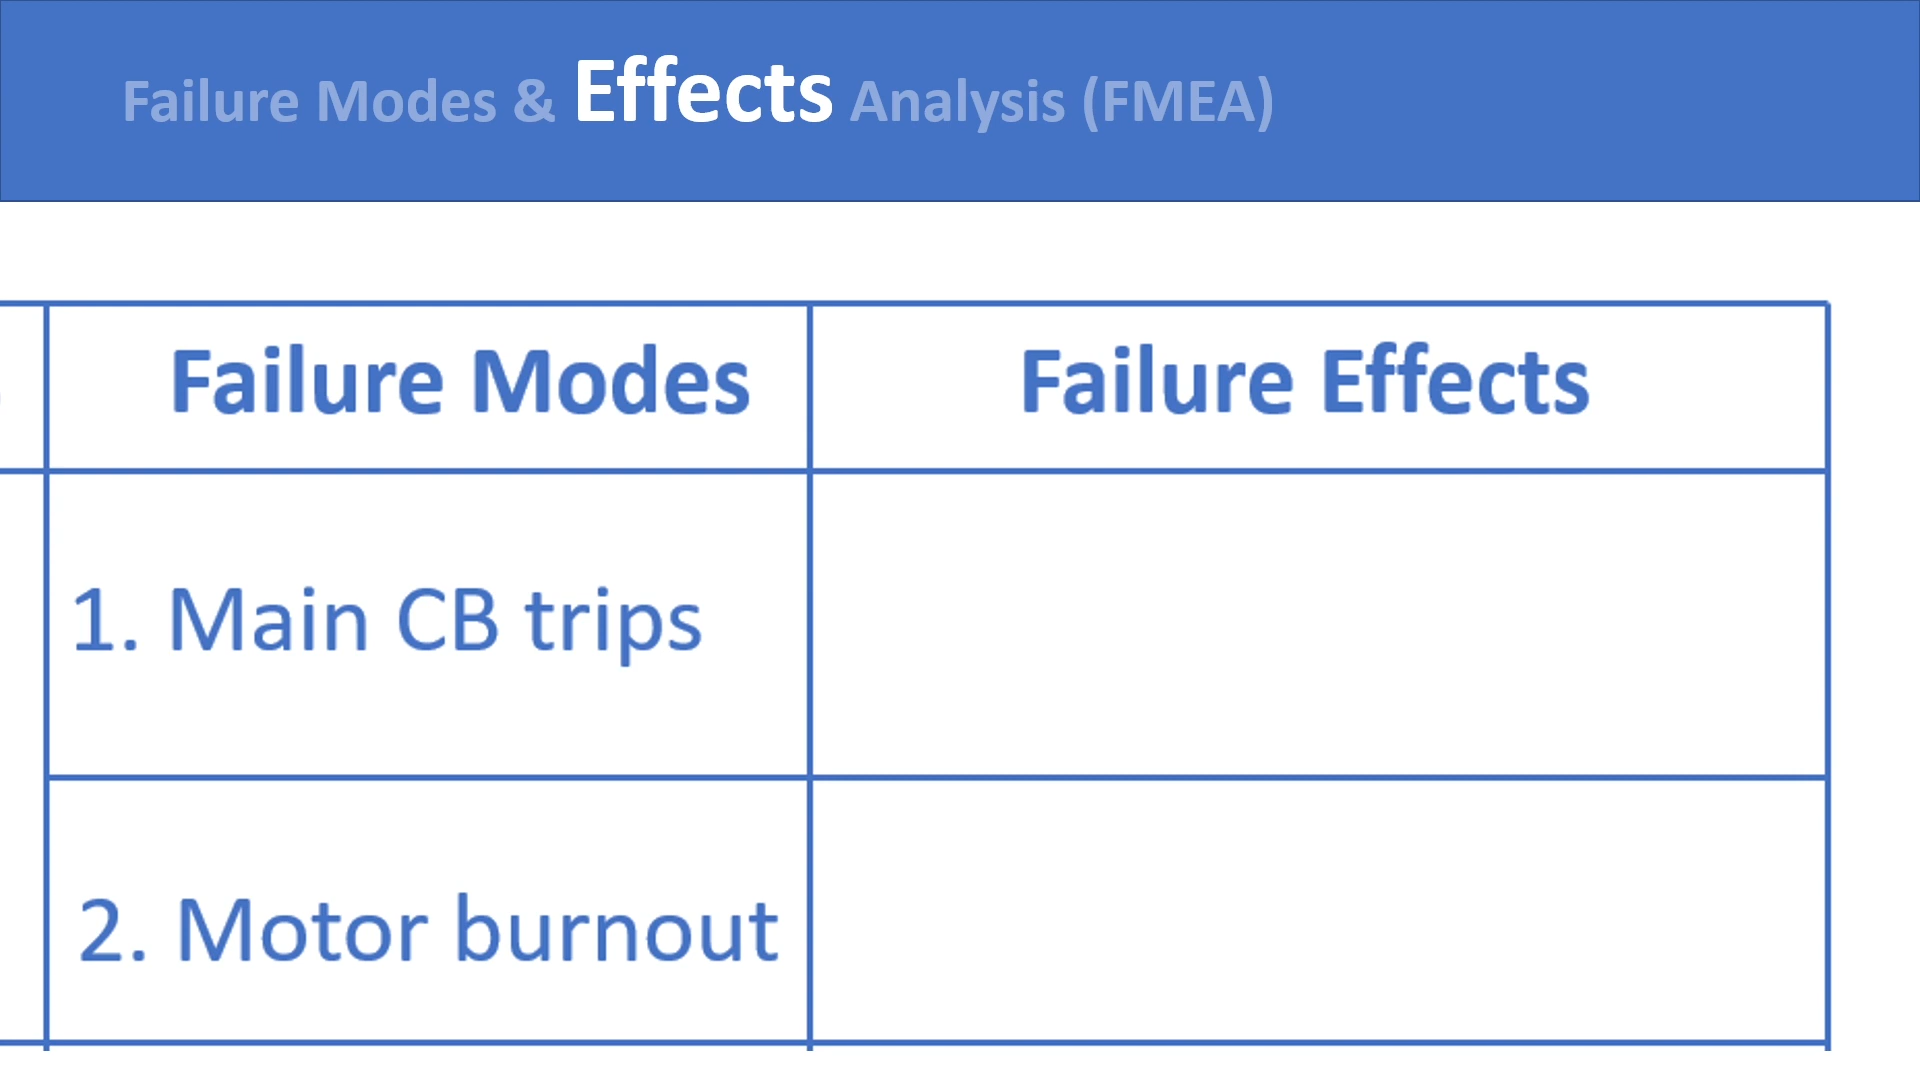 Failure Modes & Effects Analysis (FMEA)
Failure Modes
Failure Effects
1. Main CB trips
2. Motor burnout